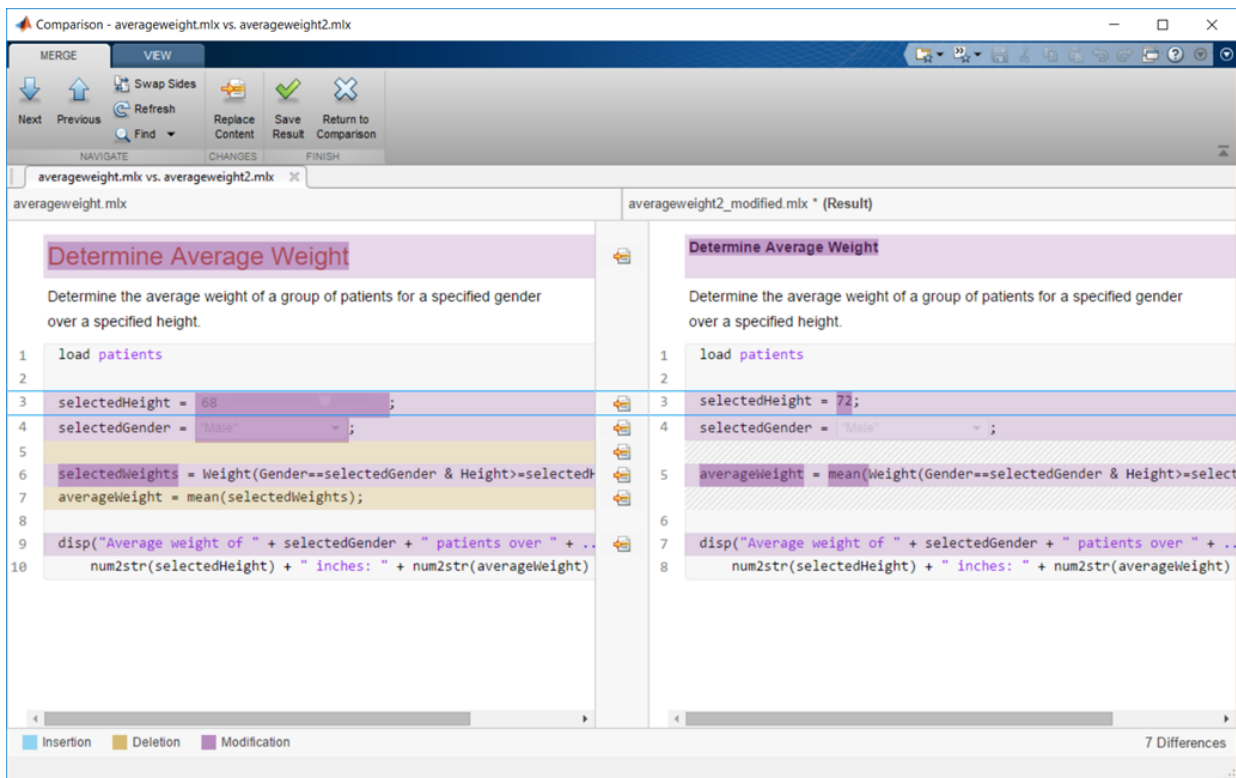 Comparison - averageweight.mlx vs. averageweight2.mlx
MERGE VIEW
Next
Previous
Swap Sides
Refresh
Find
Replace Content
Save Result
Return to Comparison
NAVIGATE CHANGES FINISH
averageweight.mlx vs. averageweight2.mlx
averageweight.mlx
Determine Average Weight
Determine the average weight of a group of patients for a specified gender
over a specified height.
1 load patients
2
3 selectedHeight = 68 ;
4 selectedGender = "Male" ;
5
6 selectedWeights = Weight(Gender==selectedGender & Height>=selectedH
7 averageWeight = mean(selectedWeights);
8
9 disp("Average weight of " + selectedGender + " patients over " + ..
10 num2str(selectedHeight) + " inches: " + num2str(averageWeight)
averageweight2_modified.mlx * (Result)
Determine Average Weight
Determine the average weight of a group of patients for a specified gender
over a specified height.
1 load patients
2
3 selectedHeight = 72;
4 selectedGender = "Male" ;
5 averageWeight = mean(Weight(Gender==selectedGender & Height>=select
6
7 disp("Average weight of " + selectedGender + " patients over " + ..
8 num2str(selectedHeight) + " inches: " + num2str(averageWeight)
Insertion Deletion Modification
7 Differences